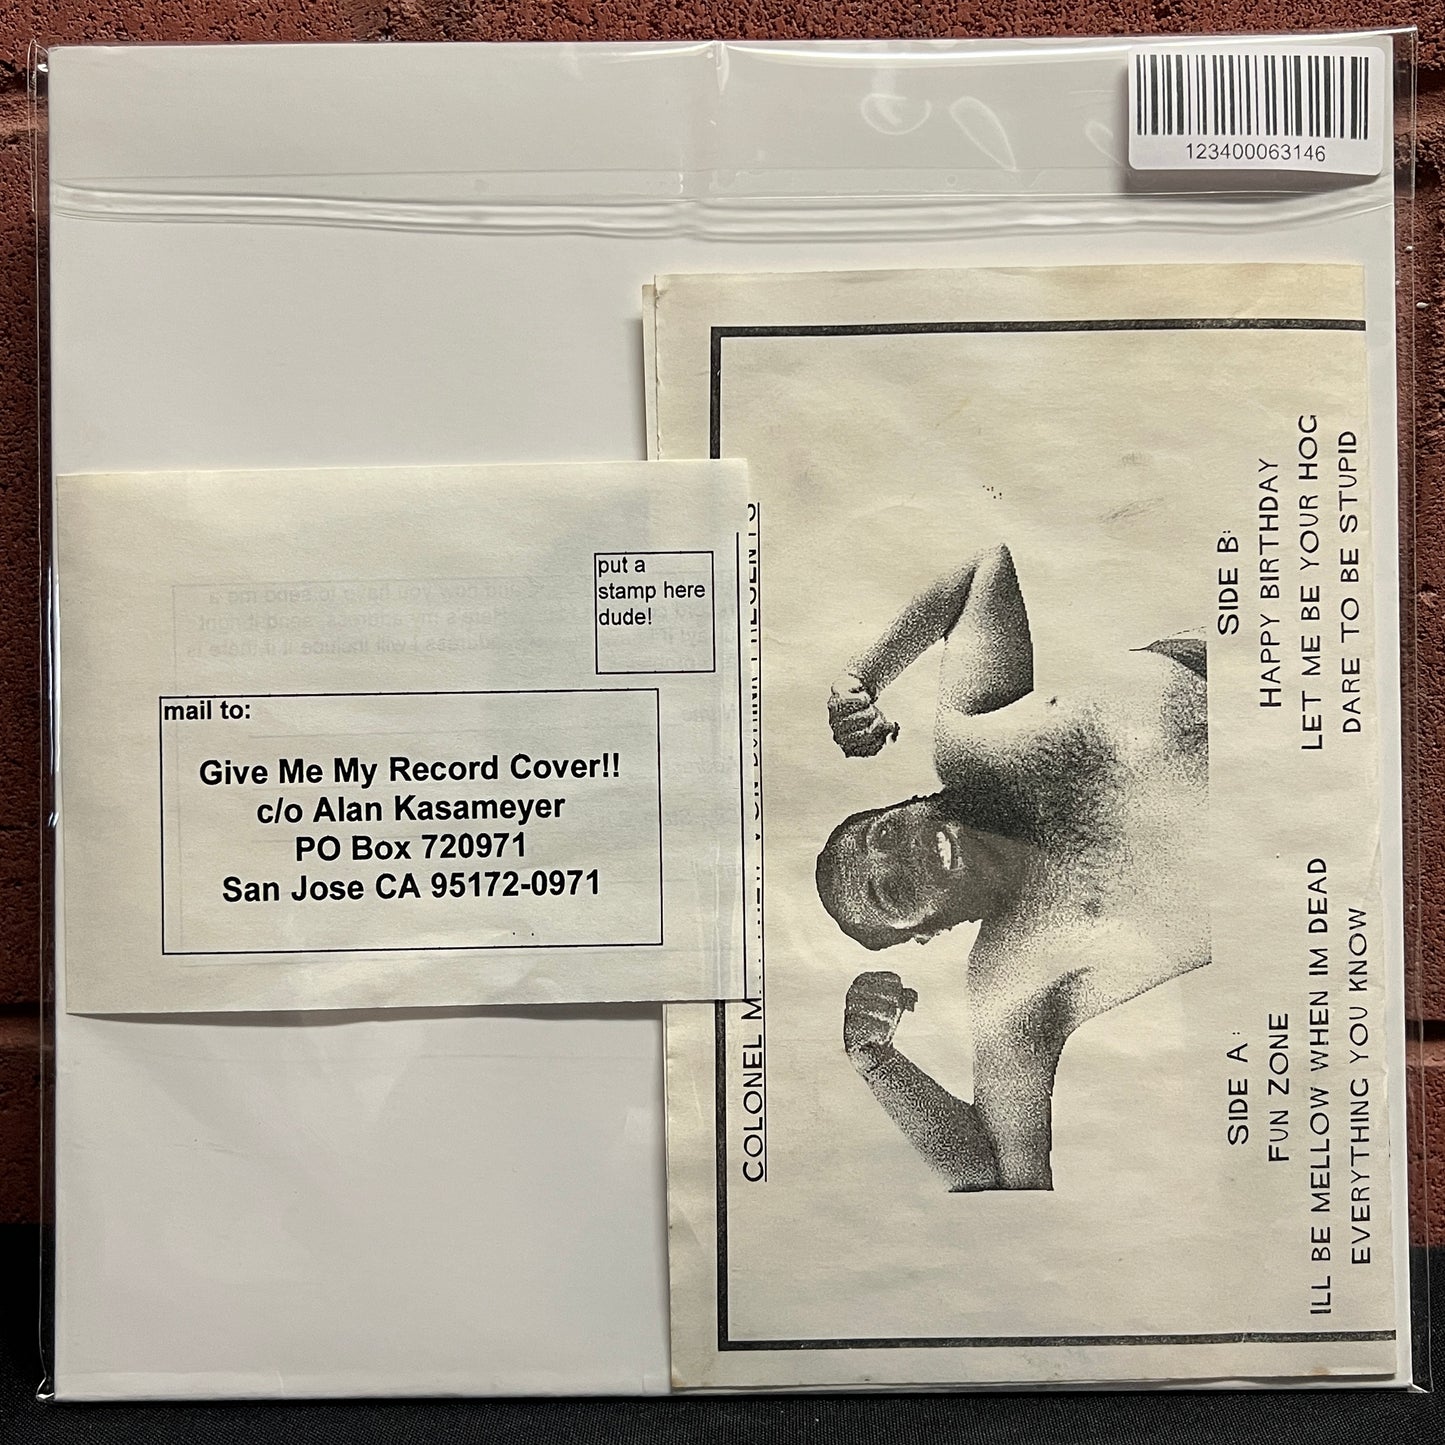 123400063146
put a
stamp here
dude!
mail to:
Give Me My Record Cover!!
c/o Alan Kasameyer
PO Box 720971
San Jose CA 95172-0971
COLONEL
SIDE A:
FUN ZONE
ILL BE MELLOW WHEN IM DEAD
EVERYTHING YOU KNOW
SIDE B:
HAPPY BIRTHDAY
LET ME BE YOUR HOG
DARE TO BE STUPID